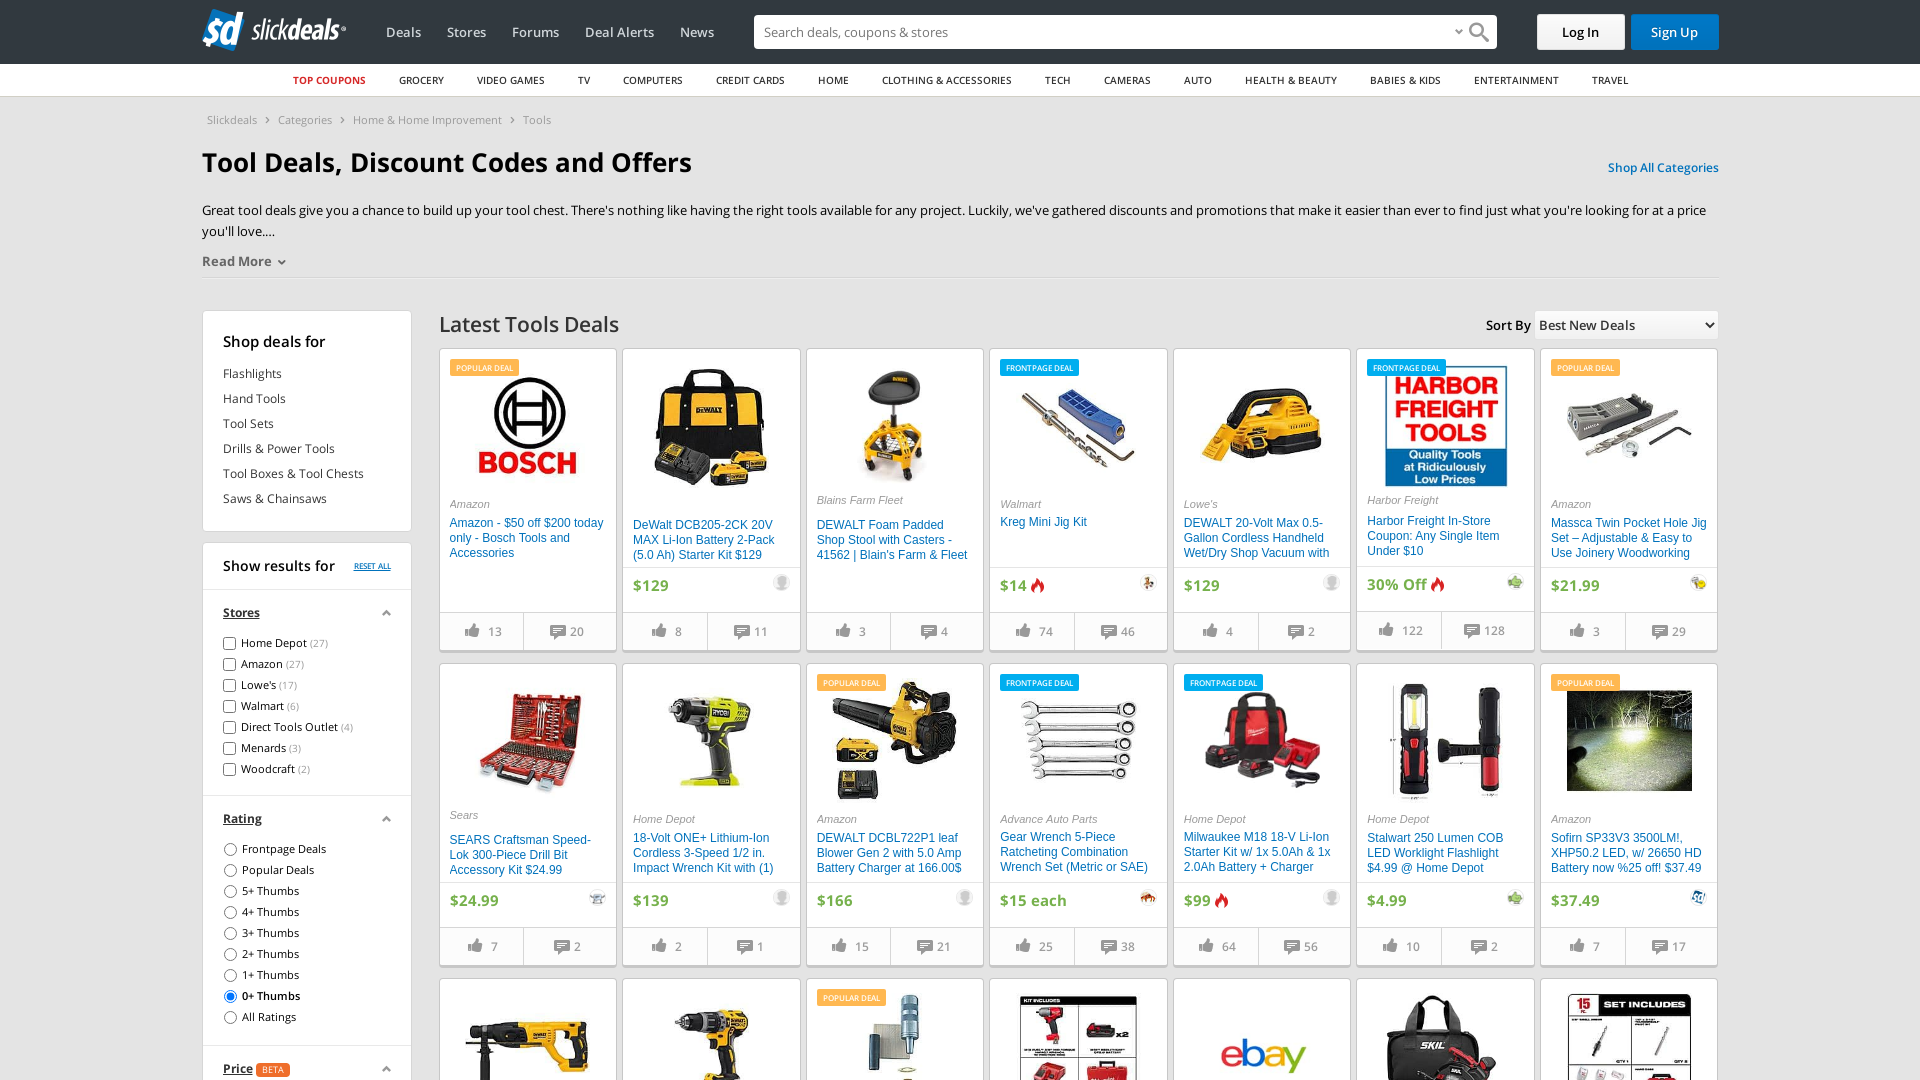 slickdeals
Deals
Stores
Forums
Deal Alerts
News
Search deals, coupons & stores
Log In
Sign Up
TOP COUPONS
GROCERY
VIDEO GAMES
TV
COMPUTERS
CREDIT CARDS
HOME
CLOTHING & ACCESSORIES
TECH
CAMERAS
AUTO
HEALTH & BEAUTY
BABIES & KIDS
ENTERTAINMENT
TRAVEL
Slickdeals > Categories > Home & Home Improvement > Tools
Tool Deals, Discount Codes and Offers
Shop All Categories
Great tool deals give you a chance to build up your tool chest. There's nothing like having the right tools available for any project. Luckily, we've gathered discounts and promotions that make it easier than ever to find just what you're looking for at a price
you'll love....
Read More
Shop deals for
Flashlights
Hand Tools
Tool Sets
Drills & Power Tools
Tool Boxes & Tool Chests
Saws & Chainsaws
Show results for
RESET ALL
Stores
Home Depot (27)
Amazon (27)
Lowe's (17)
Walmart (6)
Direct Tools Outlet (4)
Menards (3)
Woodcraft (2)
Rating
Frontpage Deals
Popular Deals
5+ Thumbs
4+ Thumbs
3+ Thumbs
2+ Thumbs
1+ Thumbs
0+ Thumbs
All Ratings
Price BETA
Latest Tools Deals
Sort By Best New Deals
POPULAR DEAL
BOSCH
Amazon
Amazon - $50 off $200 today
only - Bosch Tools and
Accessories
13
20
DEWALT
DeWalt DCB205-2CK 20V
MAX Li-Ion Battery 2-Pack
(5.0 Ah) Starter Kit $129
$129
8
11
Blains Farm Fleet
DEWALT Foam Padded
Shop Stool with Casters -
41562 | Blain's Farm & Fleet
3
4
FRONTPAGE DEAL
Walmart
Kreg Mini Jig Kit
$14
74
46
Lowe's
DEWALT 20-Volt Max 0.5-
Gallon Cordless Handheld
Wet/Dry Shop Vacuum with
$129
4
2
FRONTPAGE DEAL
HARBOR
FREIGHT
TOOLS
Quality Tools
at Ridiculously
Low Prices
Harbor Freight
Harbor Freight In-Store
Coupon: Any Single Item
Under $10
30% Off
122
128
POPULAR DEAL
Amazon
Massca Twin Pocket Hole Jig
Set – Adjustable & Easy to
Use Joinery Woodworking
$21.99
3
29
Sears
SEARS Craftsman Speed-
Lok 300-Piece Drill Bit
Accessory Kit $24.99
$24.99
7
2
RYOBI
Home Depot
18-Volt ONE+ Lithium-Ion
Cordless 3-Speed 1/2 in.
Impact Wrench Kit with (1)
$139
2
1
POPULAR DEAL
Amazon
DEWALT DCBL722P1 leaf
Blower Gen 2 with 5.0 Amp
Battery Charger at 166.00$
$166
15
21
FRONTPAGE DEAL
Advance Auto Parts
Gear Wrench 5-Piece
Ratcheting Combination
Wrench Set (Metric or SAE)
$15 each
25
38
FRONTPAGE DEAL
Home Depot
Milwaukee M18 18-V Li-Ion
Starter Kit w/ 1x 5.0Ah & 1x
2.0Ah Battery + Charger
$99
64
56
Home Depot
Stalwart 250 Lumen COB
LED Worklight Flashlight
$4.99 @ Home Depot
$4.99
10
2
POPULAR DEAL
Amazon
Sofirn SP33V3 3500LM!,
XHP50.2 LED, w/ 26650 HD
Battery now %25 off! $37.49
$37.49
7
17
POPULAR DEAL
KIT INCLUDES
x2
ebay
SKIL
15
SET INCLUDES